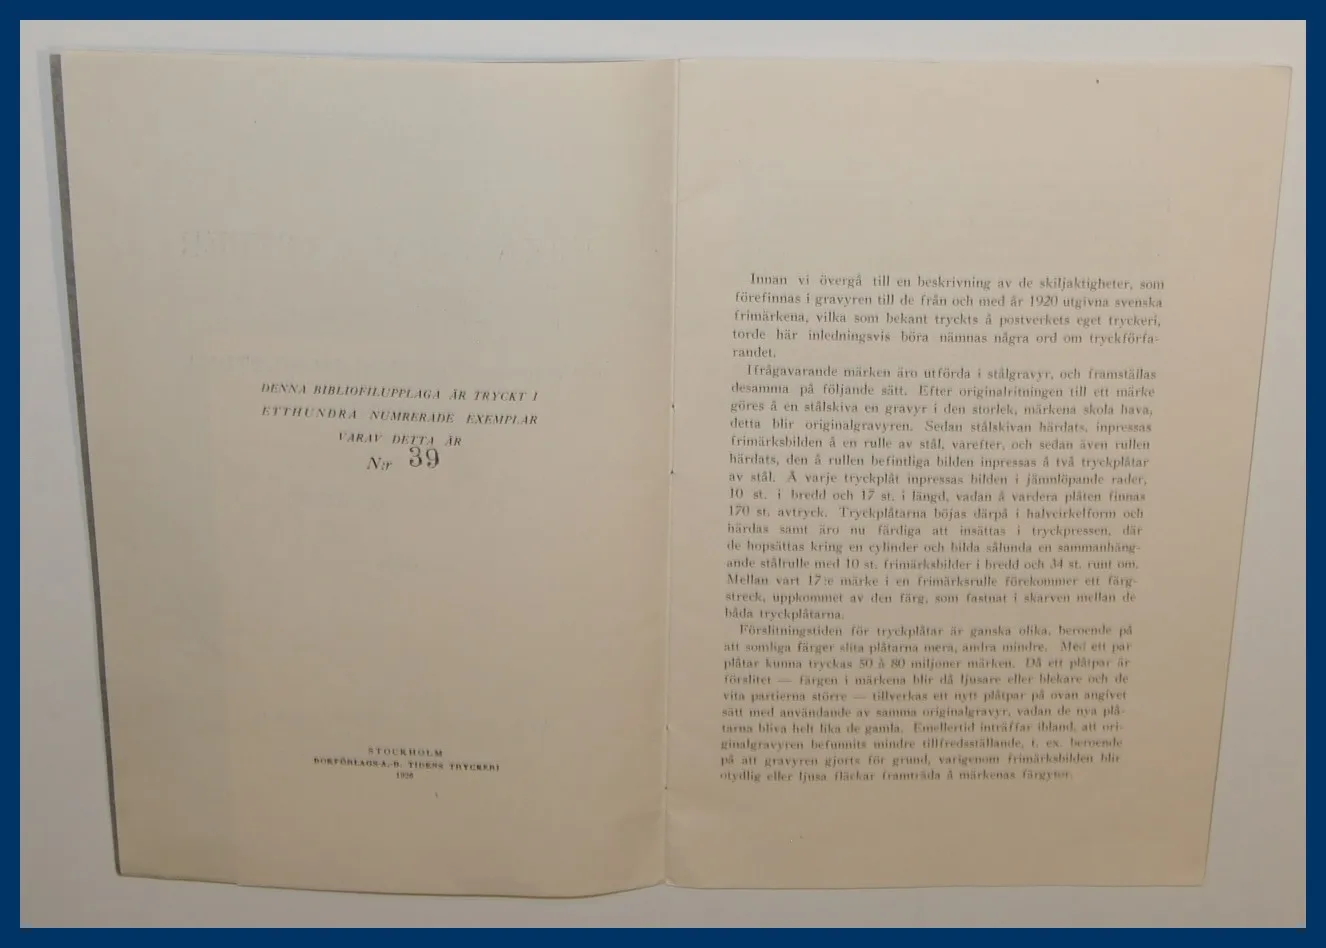 DENNA BIBLIOFILUPPLAGA ÄR TRYCKT I
ETTHUNDRA NUMRERADE EXEMPLAR
VARAV DETTA ÄR
N:r 39
STOCKHOLM
BOKFÖRLAGS-A.-B. TIDENS TRYCKERI
1928
Innan vi övergå till en beskrivning av de skiljaktigheter, som
förefinnas i gravyren till de från och med år 1920 utgivna svenska
frimärkena, vilka som bekant tryckts å postverkets eget tryckeri,
torde här inledningsvis böra nämnas några ord om tryckförfa-
randet.
Ifrågavarande märken äro utförda i stålgravyr, och framställas
desamma på följande sätt. Efter originalritningen till ett märke
göres å en stålskiva en gravyr i den storlek, märkena skola hava,
detta blir originalgravyren. Sedan stålskivan härdats, inpressas
frimärksbilden å en rulle av stål, varefter, och sedan även rullen
härdats, den å rullen befintliga bilden inpressas å två tryckplåtar
av stål. Å varje tryckplåt inpressas bilden i jämnlöpande rader,
10 st. i bredd och 17 st. i längd, vadan å vardera plåten finnas
170 st. avtryck. Tryckplåtarna böjas därpå i halvcirkelform och
härdas samt äro nu färdiga att insättas i tryckpressen, där
de hopsättas kring en cylinder och bilda sålunda en sammanhäng-
ande stålrulle med 10 st. frimärksbilder i bredd och 34 st. runt om.
Mellan vart 17:e märke i en frimärksrulle förekommer ett färg-
streck, uppkommet av den färg, som fastnat i skarven mellan de
båda tryckplåtarna.
Förslitningstiden för tryckplåtar är ganska olika, beroende på
att somliga färger slita plåtarna mera, andra mindre. Med ett par
plåtar kunna tryckas 50 à 80 miljoner märken. Då ett plåtpar är
förslitet — färgen i märkena blir då ljusare eller blekare och de
vita partierna större — tillverkas ett nytt plåtpar på ovan angivet
sätt med användande av samma originalgravyr, vadan de nya plå-
tarna bliva helt lika de gamla. Emellertid inträffar ibland, att ori-
ginalgravyren befunnits mindre tillfredsställande, t. ex. beroende
på att gravyren gjorts för grund, varigenom frimärksbilden blir
otydlig eller ljusa fläckar framträda å märkenas färgytor.